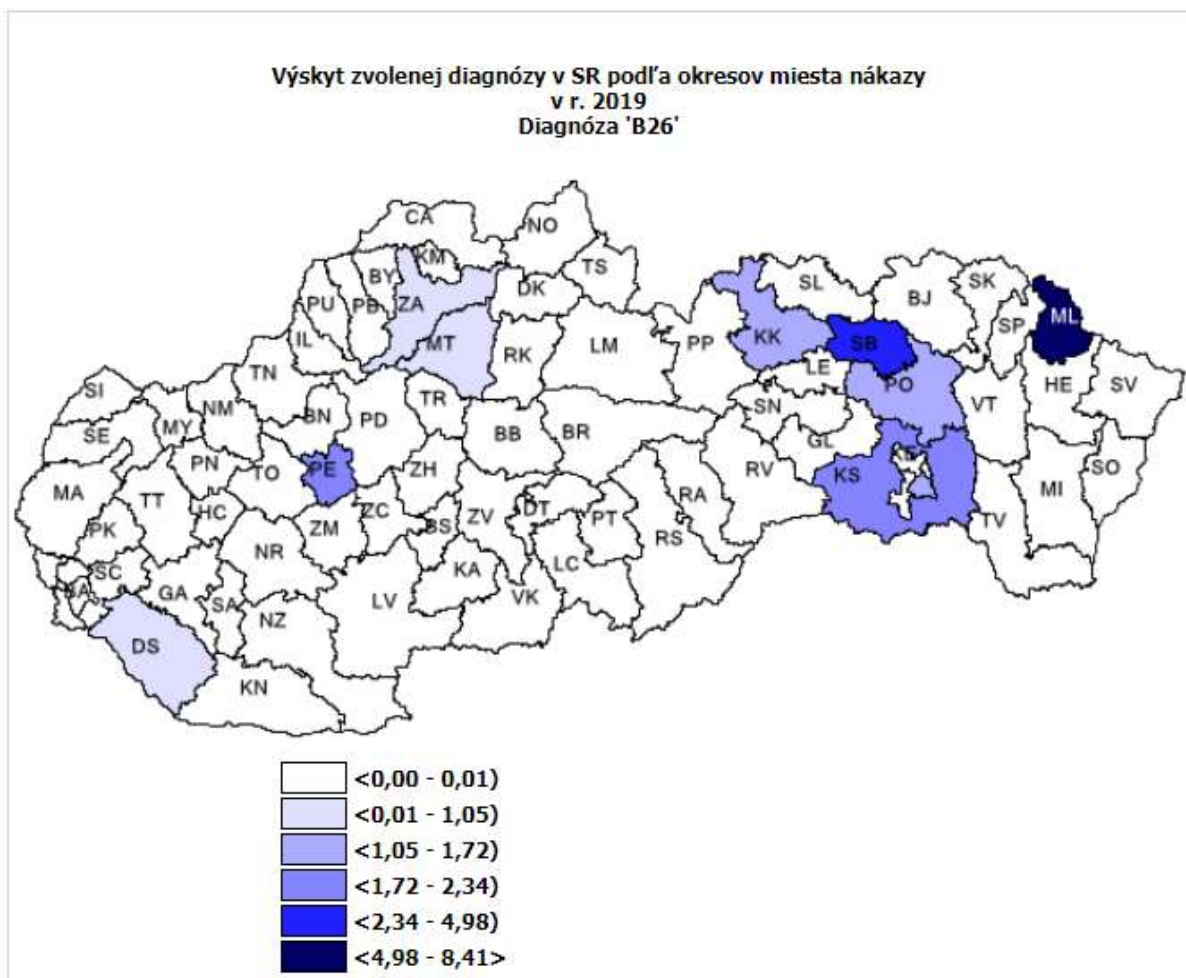 Výskyt zvolenej diagnózy v SR podľa okresov miesta nákazy
v r. 2019
Diagnóza 'B26'
CA
NO
KM
TS
BY
PU
PB
ZA
DK
SL
BJ
SK
SP
ML
IL
MT
RK
LM
PP
KK
SB
LE
HE
SV
TN
PO
SI
NM
BN
PD
TR
SN
VT
SE
MY
BB
BR
GL
PN
TO
PE
ZH
RV
KS
KE
SO
MA
TT
HC
ZC
RA
MI
PK
ZM
BS
ZV
DT
PT
TV
NR
RS
SC
BA
GA
SA
KA
LC
LV
VK
NZ
DS
KN
<0,00 - 0,01)
<0,01 - 1,05)
<1,05 - 1,72)
<1,72 - 2,34)
<2,34 - 4,98)
<4,98 - 8,41>